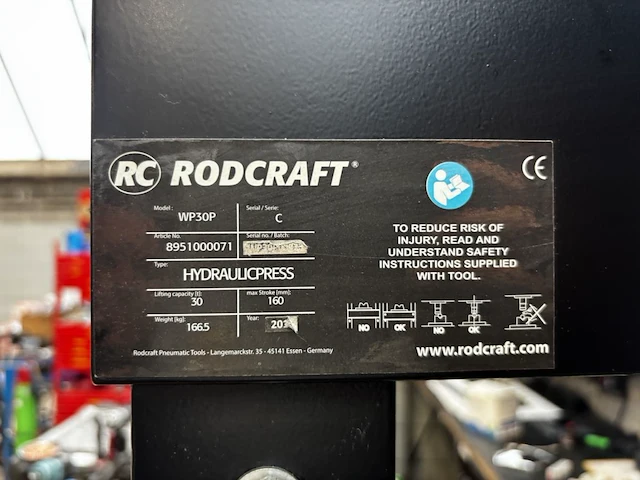 RC RODCRAFT®
CE
Model: WP30P
Serial / Serie: C
Article No. 8951000071
Serial no./ Batch:
Type: HYDRAULICPRESS
Lifting capacity [t]: 30
max Stroke [mm]: 160
Weight [kg]: 166.5
Year:
Rodcraft Pneumatic Tools - Langemarckstr. 35 - 45141 Essen - Germany
TO REDUCE RISK OF
INJURY, READ AND
UNDERSTAND SAFETY
INSTRUCTIONS SUPPLIED
WITH TOOL.
NO OK NO OK
www.rodcraft.com